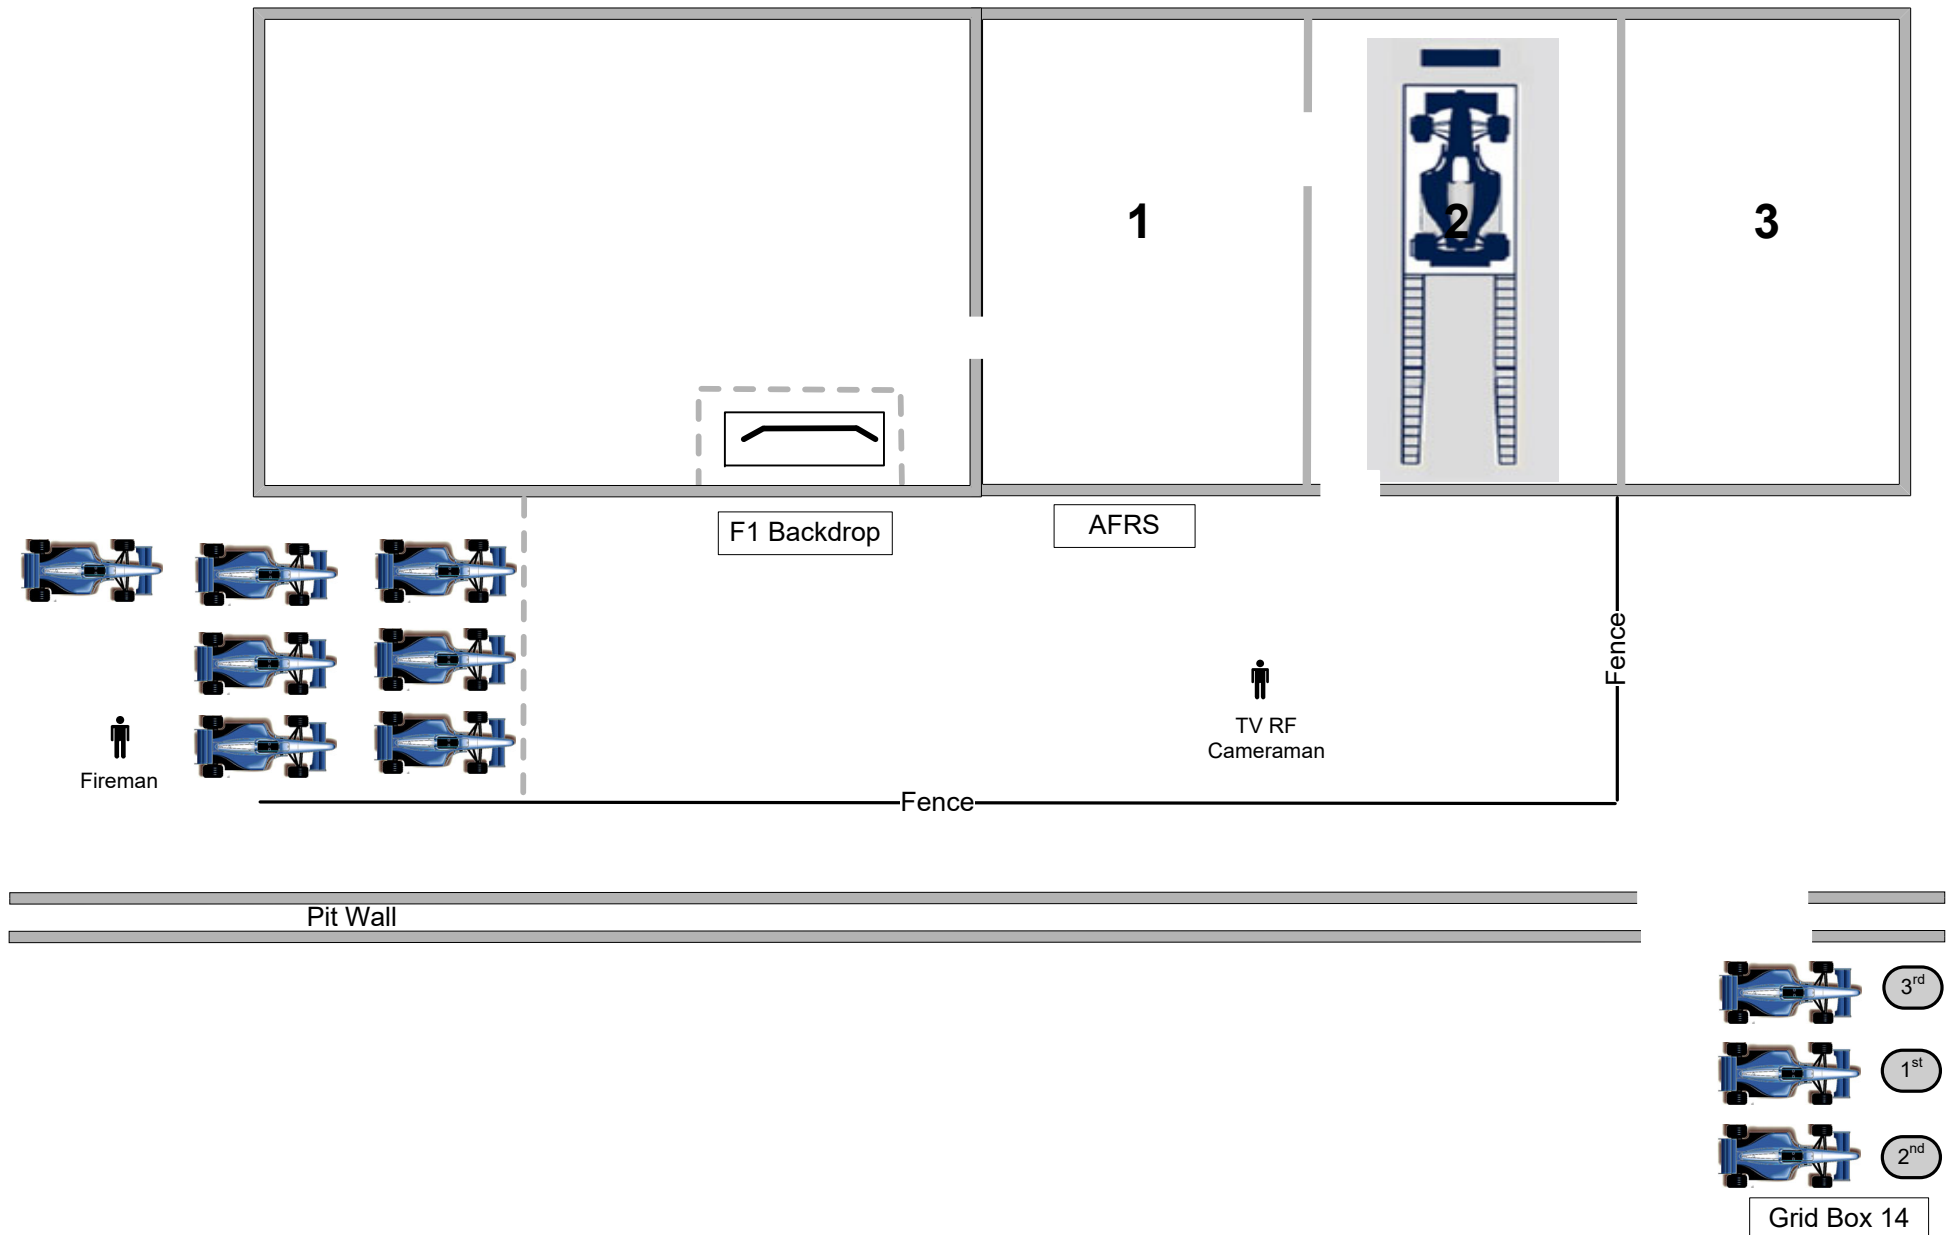 1
2
3
F1 Backdrop
AFRS
Fence
TV RF
Cameraman
Fireman
Fence
Pit Wall
3rd
1st
2nd
Grid Box 14